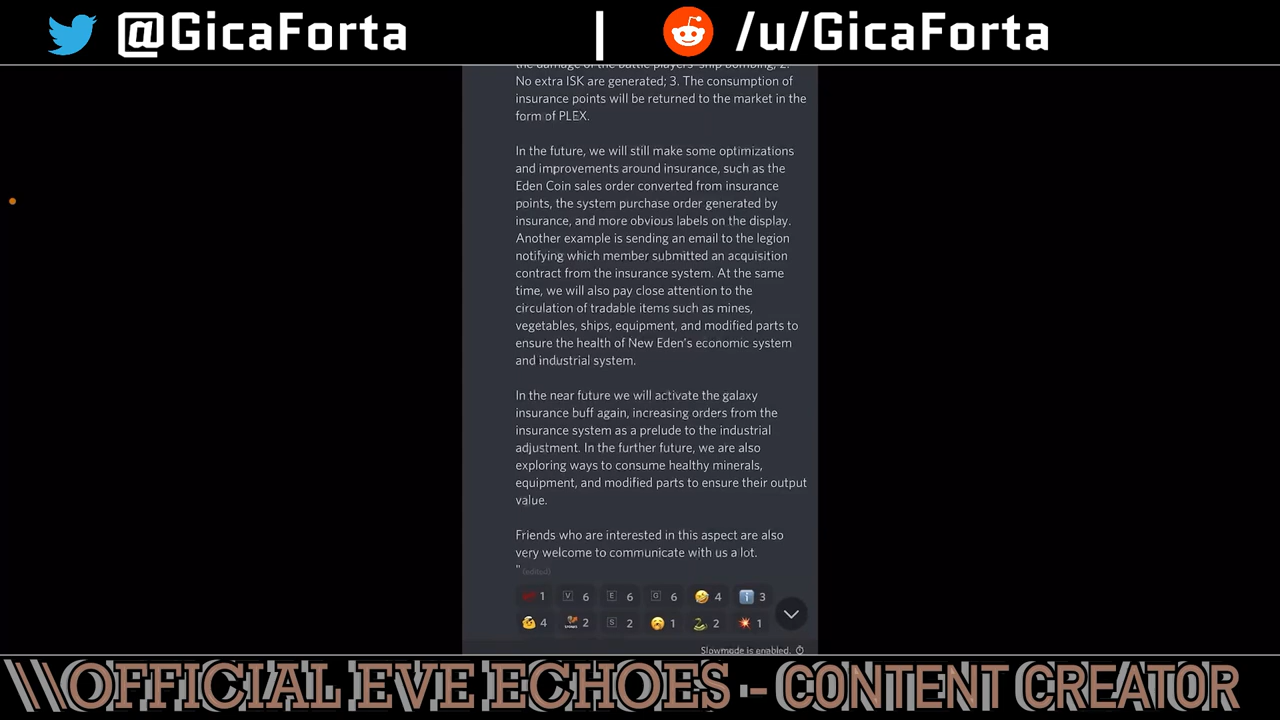 @GicaForta | /u/GicaForta
the damage of the battle players' ship bombing; 2.
No extra ISK are generated; 3. The consumption of
insurance points will be returned to the market in the
form of PLEX.
In the future, we will still make some optimizations
and improvements around insurance, such as the
Eden Coin sales order converted from insurance
points, the system purchase order generated by
insurance, and more obvious labels on the display.
Another example is sending an email to the legion
notifying which member submitted an acquisition
contract from the insurance system. At the same
time, we will also pay close attention to the
circulation of tradable items such as mines,
vegetables, ships, equipment, and modified parts to
ensure the health of New Eden's economic system
and industrial system.
In the near future we will activate the galaxy
insurance buff again, increasing orders from the
insurance system as a prelude to the industrial
adjustment. In the further future, we are also
exploring ways to consume healthy minerals,
equipment, and modified parts to ensure their output
value.
Friends who are interested in this aspect are also
very welcome to communicate with us a lot.
" (edited)
1 V 6 E 6 G 6 4 3
4 2 S 2 1 2 1
Slowmode is enabled.
\\OFFICIAL EVE ECHOES - CONTENT CREATOR